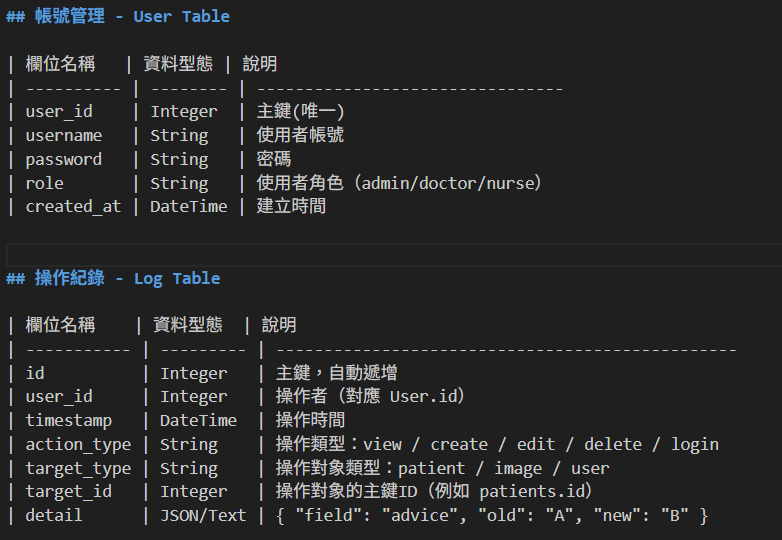 ## 帳號管理 - User Table
| 欄位名稱   | 資料型態 | 說明
| ---------- | -------- | --------------------------------
| user_id    | Integer  | 主鍵(唯一)
| username   | String   | 使用者帳號
| password   | String   | 密碼
| role       | String   | 使用者角色（admin/doctor/nurse）
| created_at | DateTime | 建立時間
## 操作紀錄 - Log Table
| 欄位名稱    | 資料型態  | 說明
| ----------- | --------- | ------------------------------------------------
| id          | Integer   | 主鍵，自動遞增
| user_id     | Integer   | 操作者（對應 User.id）
| timestamp   | DateTime  | 操作時間
| action_type | String    | 操作類型：view / create / edit / delete / login
| target_type | String    | 操作對象類型：patient / image / user
| target_id   | Integer   | 操作對象的主鍵ID（例如 patients.id）
| detail      | JSON/Text | { "field": "advice", "old": "A", "new": "B" }